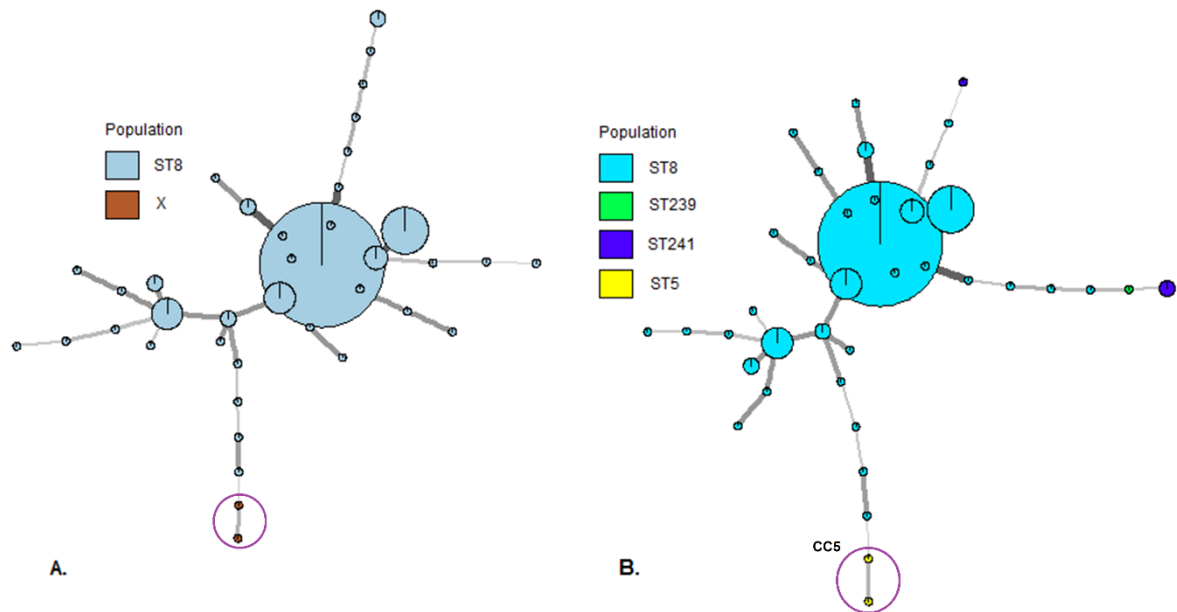 Population
ST8
X
A.
Population
ST8
ST239
ST241
ST5
CC5
B.